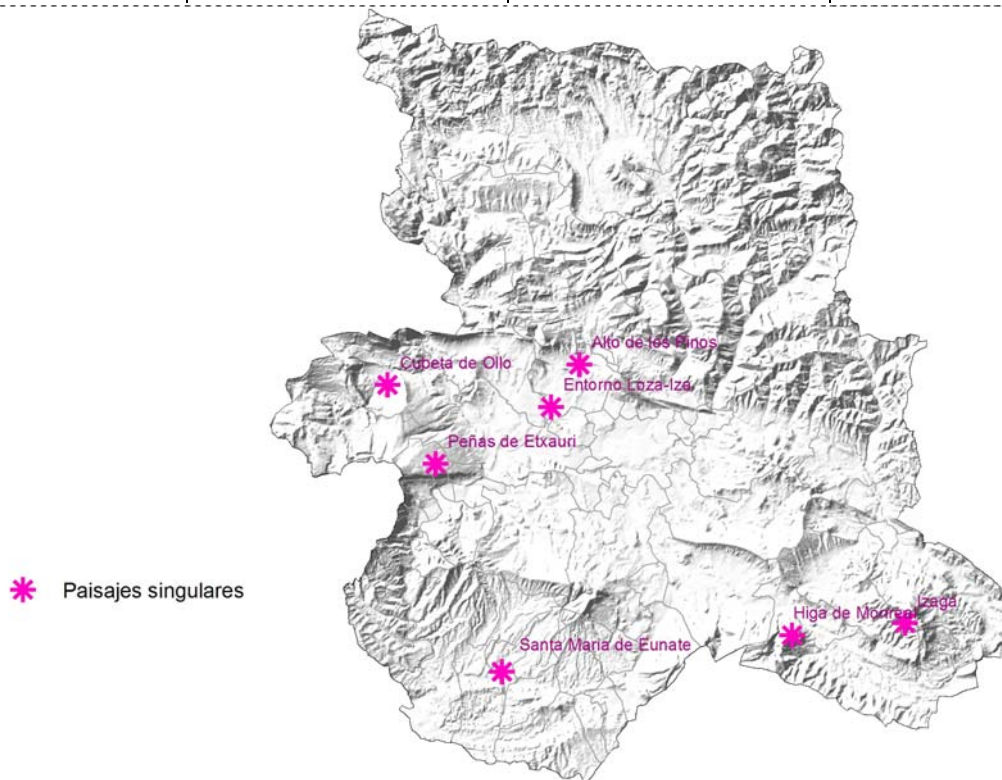 Alto de los Pinos
Cubeta de Ollo
Entorno Loza-Iza
Peñas de Etxauri
Paisajes singulares
Izaga
Higa de Monreal
Santa Maria de Eunate